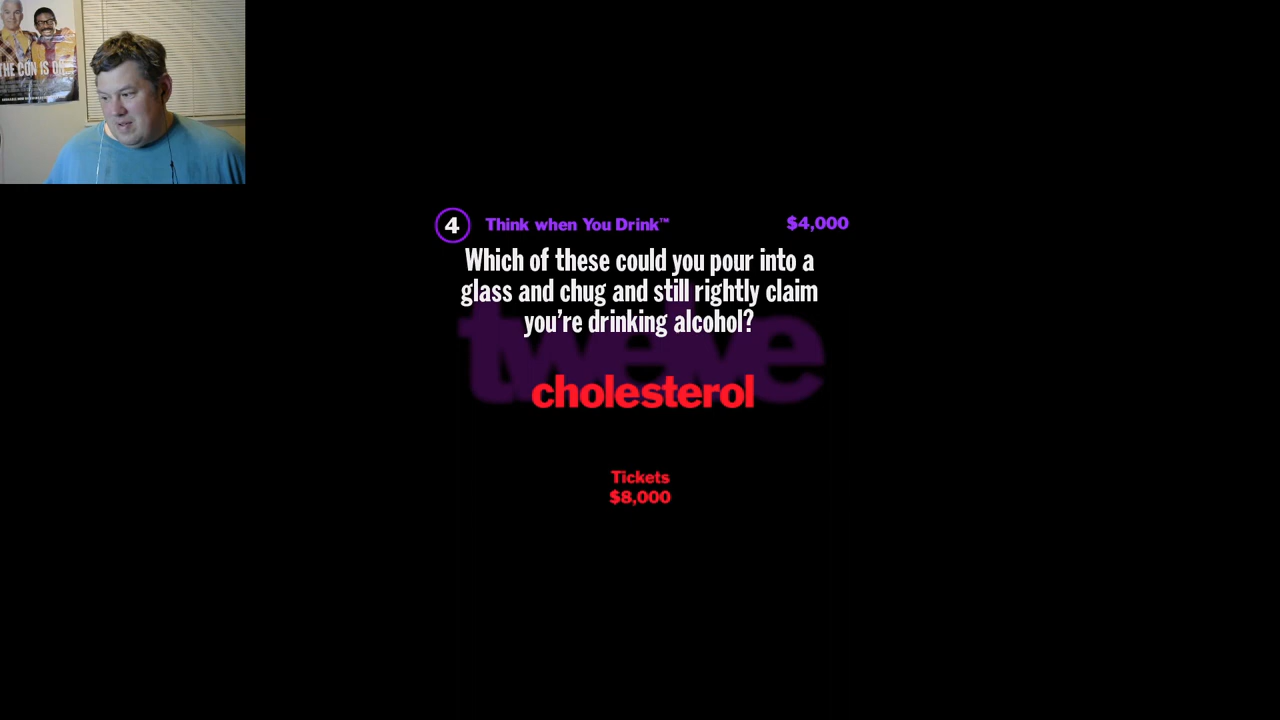 THE CON IS ON
4 Think when You Drink™ $4,000
Which of these could you pour into a
glass and chug and still rightly claim
you're drinking alcohol?
twelve
cholesterol
Tickets
$8,000